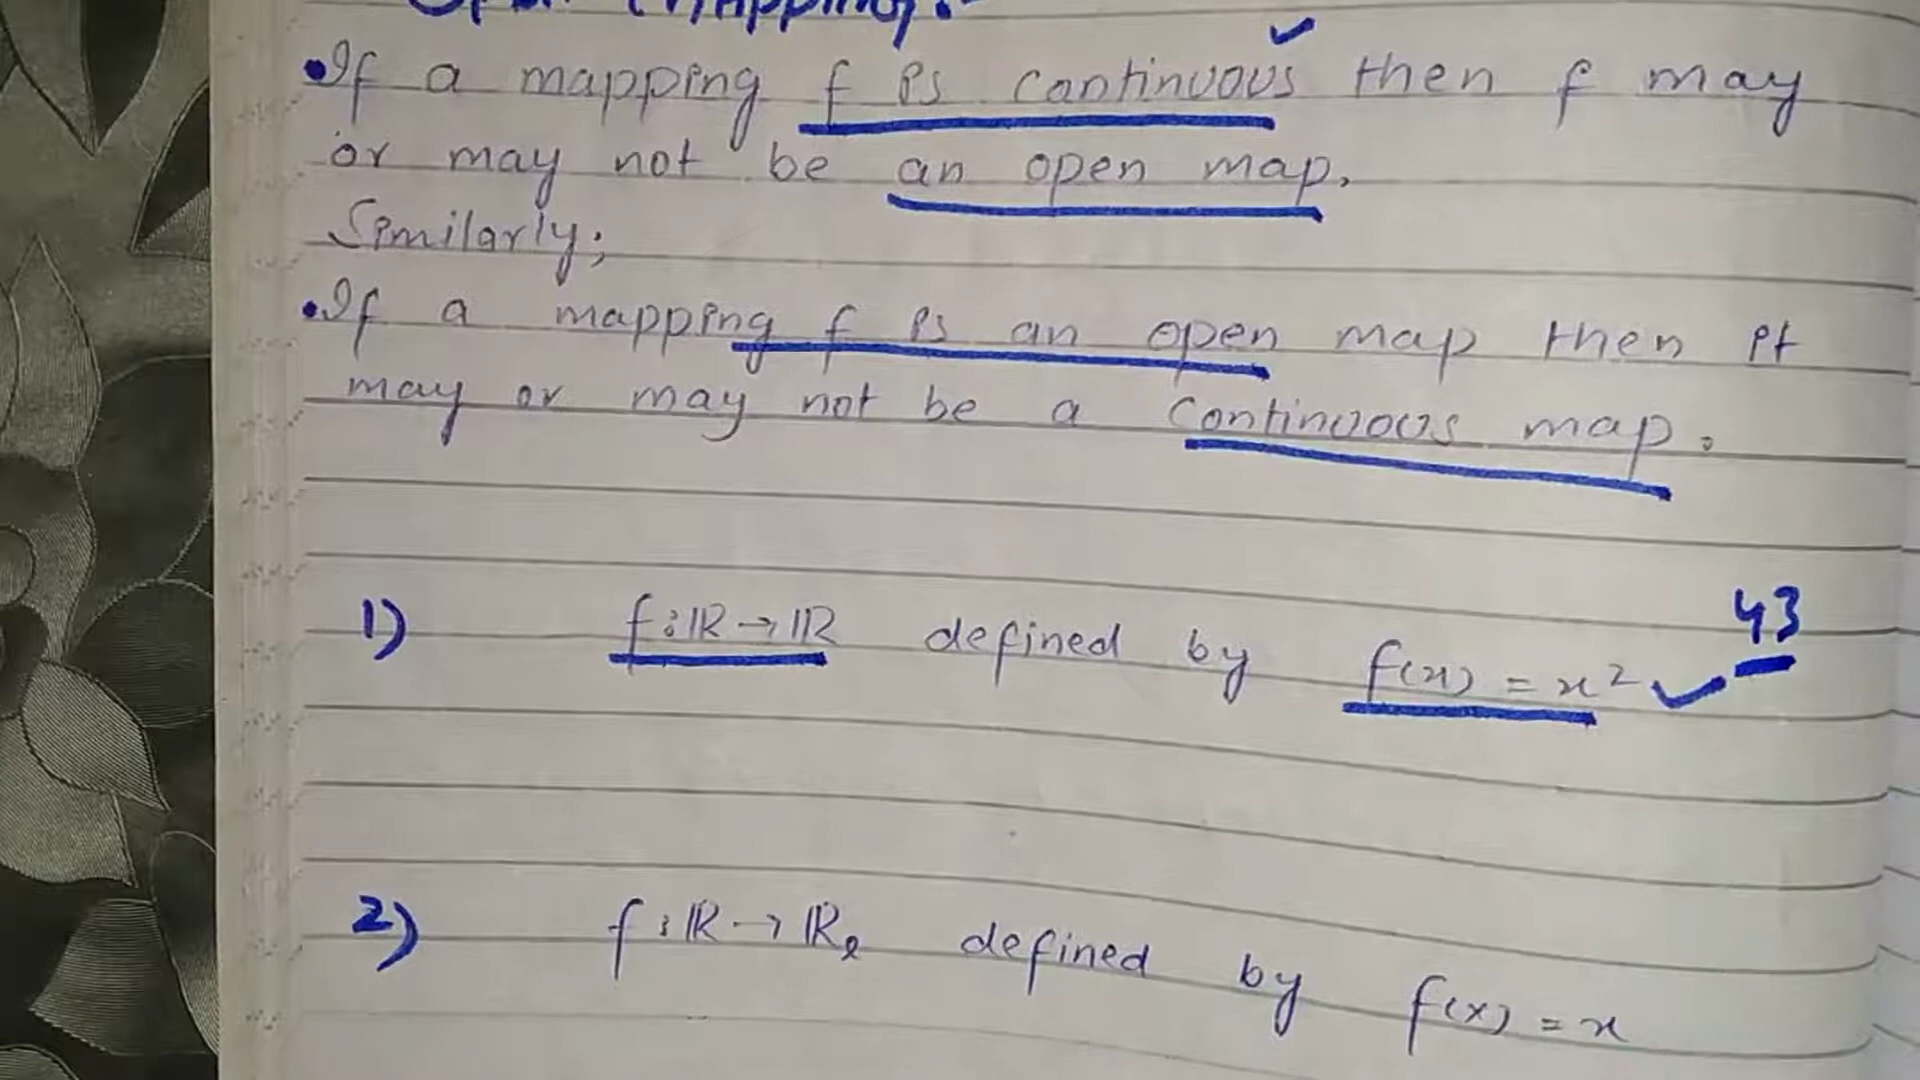 Open Mapping:-
• If a mapping f is continuous then f may
or may not be an open map.
Similarly;
• If a mapping f is an open map then it
may or may not be a continuous map.
43
1) f:ℝ→ℝ defined by f(x) = x²
2) f:ℝ→ℝₗ defined by f(x) = x